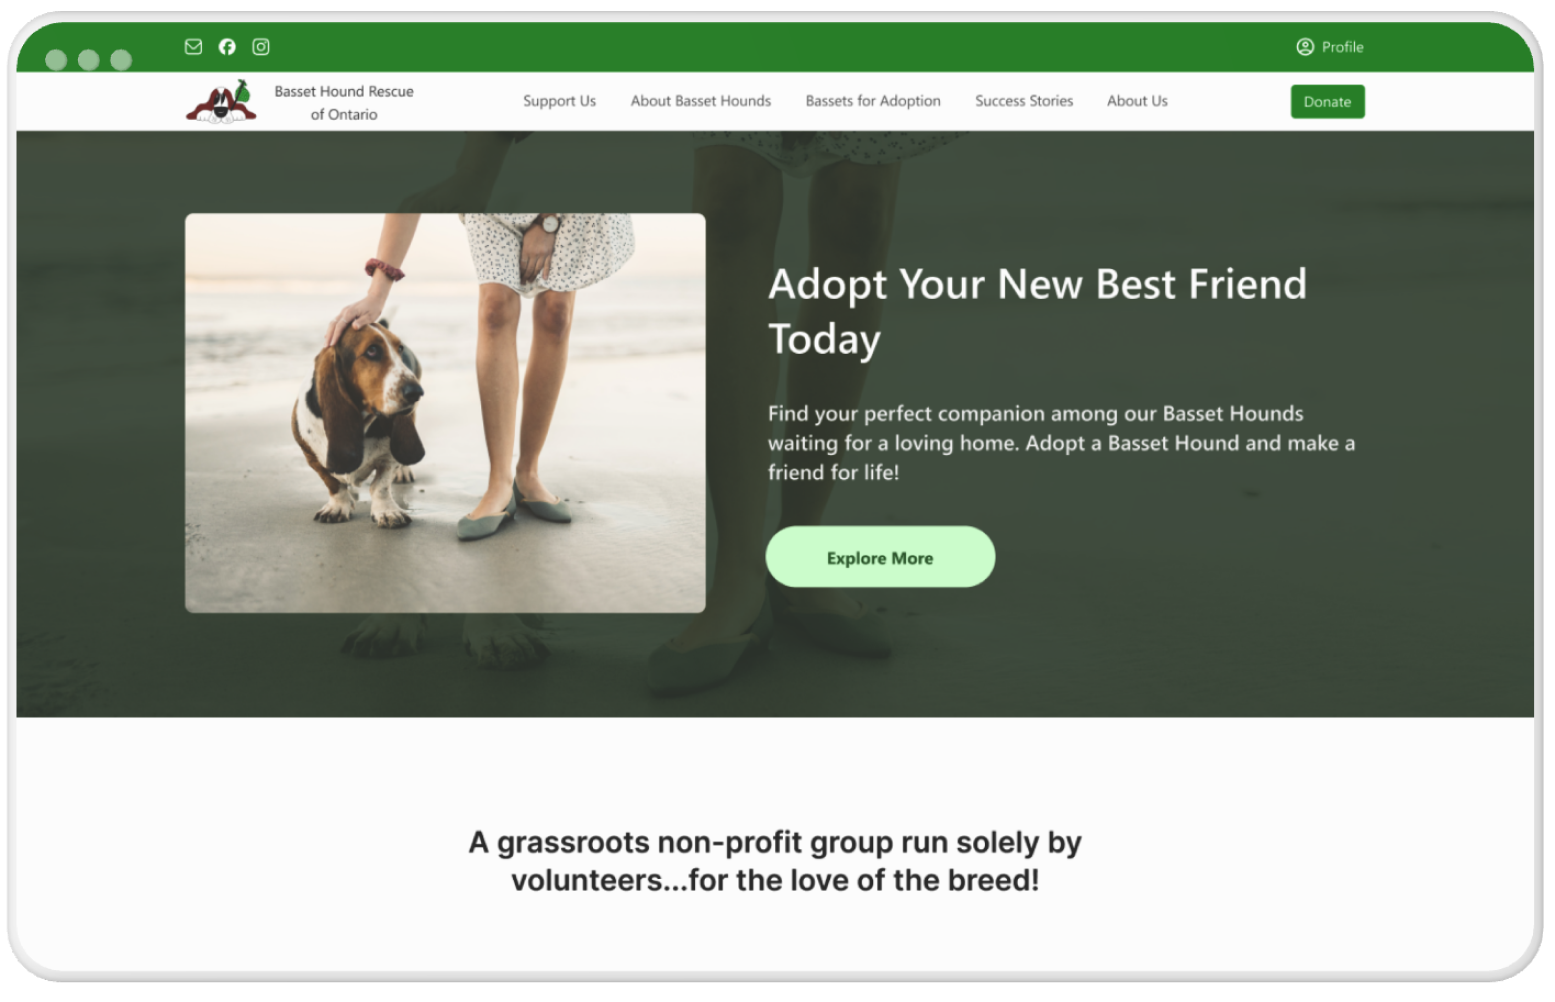 Profile
Basset Hound Rescue
of Ontario
Support Us
About Basset Hounds
Bassets for Adoption
Success Stories
About Us
Donate
Adopt Your New Best Friend
Today
Find your perfect companion among our Basset Hounds
waiting for a loving home. Adopt a Basset Hound and make a
friend for life!
Explore More
A grassroots non-profit group run solely by
volunteers...for the love of the breed!